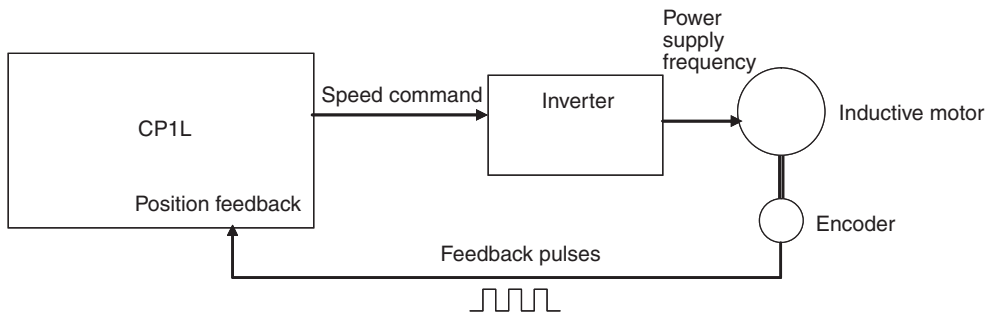 Power
supply
frequency
Speed command
Inverter
Inductive motor
CP1L
Position feedback
Encoder
Feedback pulses